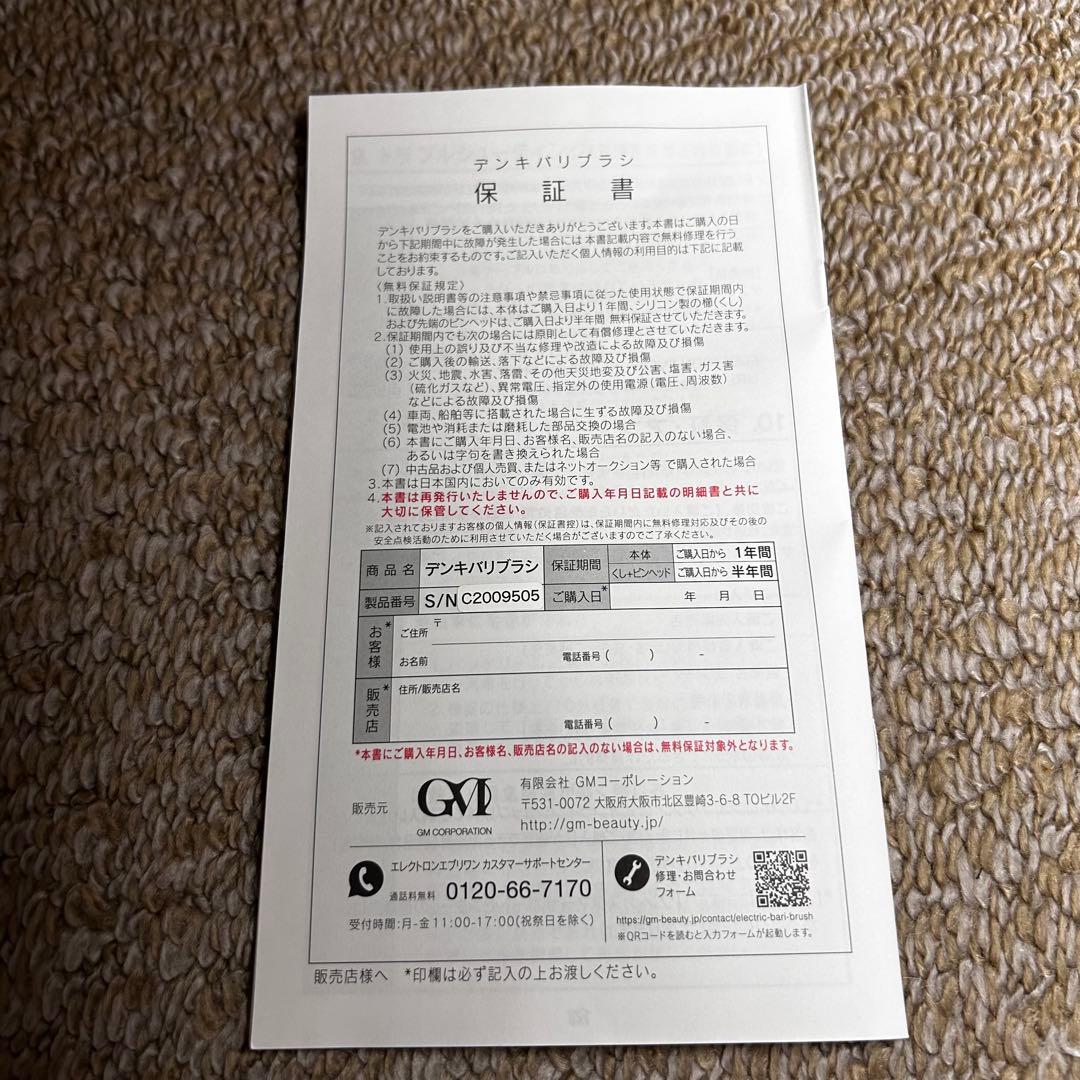 デンキバリブラシ
保証書
デンキバリブラシをご購入いただきありがとうございます。本書はご購入の日
から下記期間中に故障が発生した場合には 本書記載内容で無料修理を行う
ことをお約束するものです。ご記入いただく個人情報の利用目的は下記に記載
しております。
〈無料保証規定〉
1.取扱い説明書等の注意事項や禁忌事項に従った使用状態で保証期間内
に故障した場合には、本体はご購入日より1年間、シリコン製の櫛(くし)
および先端のピンヘッドは、ご購入日より半年間 無料保証させていただきます。
2.保証期間内でも次の場合には原則として有償修理とさせていただきます。
(1) 使用上の誤り及び不当な修理や改造による故障及び損傷
(2) ご購入後の輸送、落下などによる故障及び損傷
(3) 火災、地震、水害、落雷、その他天災地変及び公害、塩害、ガス害
(硫化ガスなど)、異常電圧、指定外の使用電源(電圧、周波数)
などによる故障及び損傷
(4) 車両、船舶等に搭載された場合に生ずる故障及び損傷
(5) 電池や消耗または磨耗した部品交換の場合
(6) 本書にご購入年月日、お客様名、販売店名の記入のない場合、
あるいは字句を書き換えられた場合
(7) 中古品および個人売買、またはネットオークション等 で購入された場合
3.本書は日本国内においてのみ有効です。
4.本書は再発行いたしませんので、ご購入年月日記載の明細書と共に
大切に保管してください。
※記入されておりますお客様の個人情報(保証書控)は、保証期間内に無料修理対応及びその後の
安全点検活動のために利用させていただく場合がございますのでご了承ください。
商品名 デンキバリブラシ 保証期間 本体 ご購入日から 1年間
くし+ピンヘッド ご購入日から 半年間
製品番号 S/N C2009505 ご購入日* 年 月 日
お客様* ご住所 〒
お名前 電話番号 ( ) -
販売店* 住所/販売店名
電話番号 ( ) -
*本書にご購入年月日、お客様名、販売店名の記入のない場合は、無料保証対象外となります。
販売元 GM CORPORATION
有限会社 GMコーポレーション
〒531-0072 大阪府大阪市北区豊崎3-6-8 TOビル2F
http://gm-beauty.jp/
エレクトロンエブリワン カスタマーサポートセンター
通話料無料 0120-66-7170
受付時間:月-金 11:00-17:00(祝祭日を除く)
デンキバリブラシ
修理・お問合わせ
フォーム
https://gm-beauty.jp/contact/electric-bari-brush
※QRコードを読むと入力フォームが起動します。
販売店様へ *印欄は必ず記入の上お渡しください。